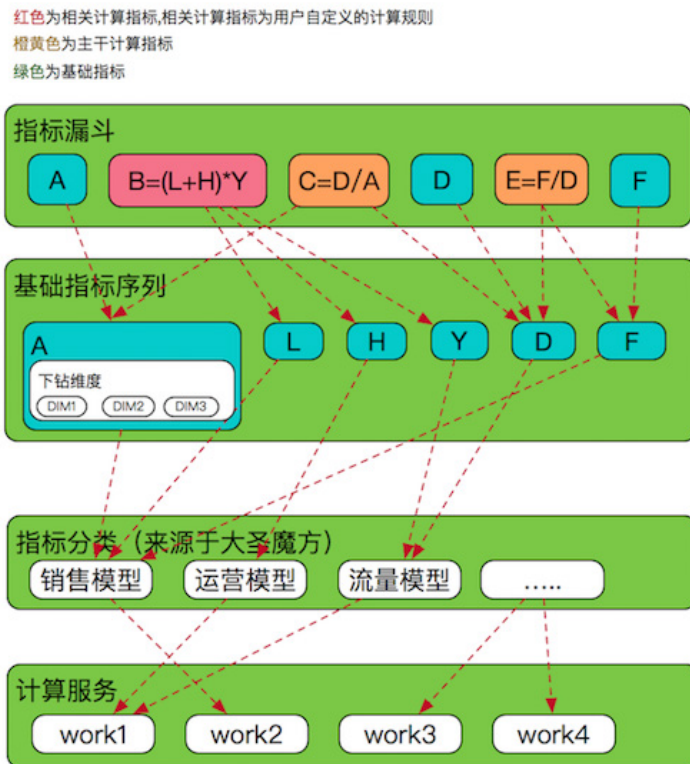 红色为相关计算指标,相关计算指标为用户自定义的计算规则
橙黄色为主干计算指标
绿色为基础指标
指标漏斗
A
B=(L+H)*Y
C=D/A
D
E=F/D
F
基础指标序列
A
L
H
Y
D
F
下钻维度
DIM1
DIM2
DIM3
指标分类（来源于大圣魔方）
销售模型
运营模型
流量模型
.....
计算服务
work1
work2
work3
work4